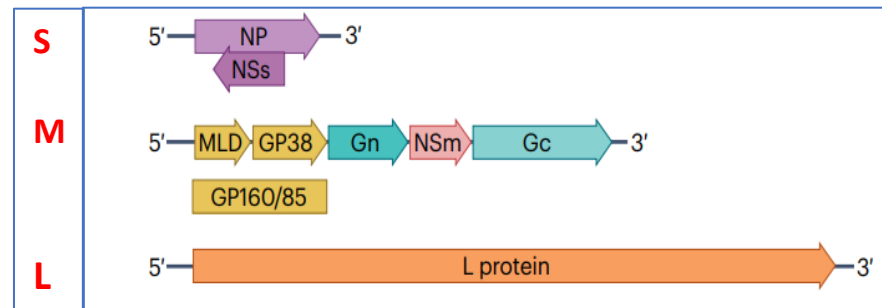 S
5′ NP 3′
NSs
M
5′ MLD GP38 Gn NSm Gc 3′
GP160/85
L
5′ L protein 3′